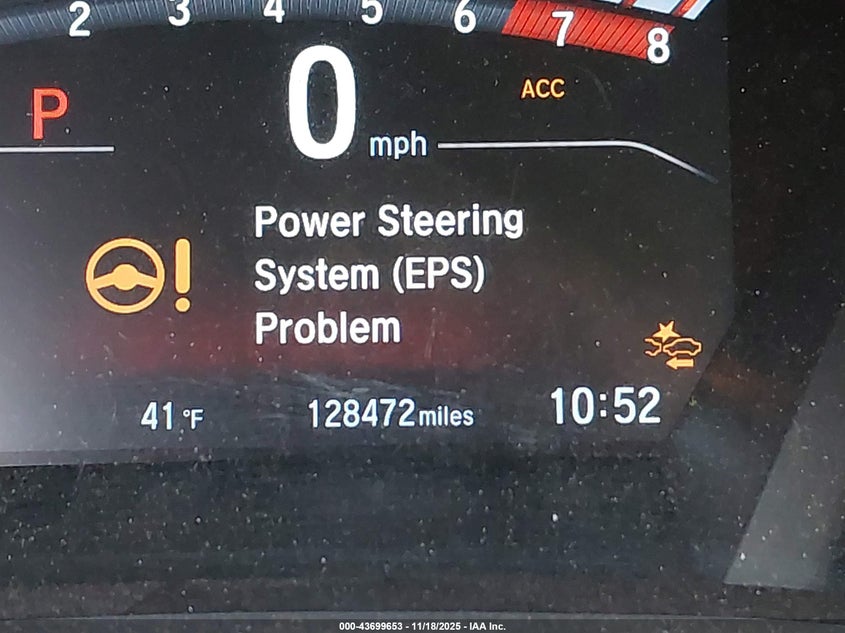 2 3 4 5 6 7 8
P 0 mph ACC
Power Steering
System (EPS)
Problem
41 °F 128472 miles 10:52
000-43699653 - 11/18/2025 - IAA Inc.